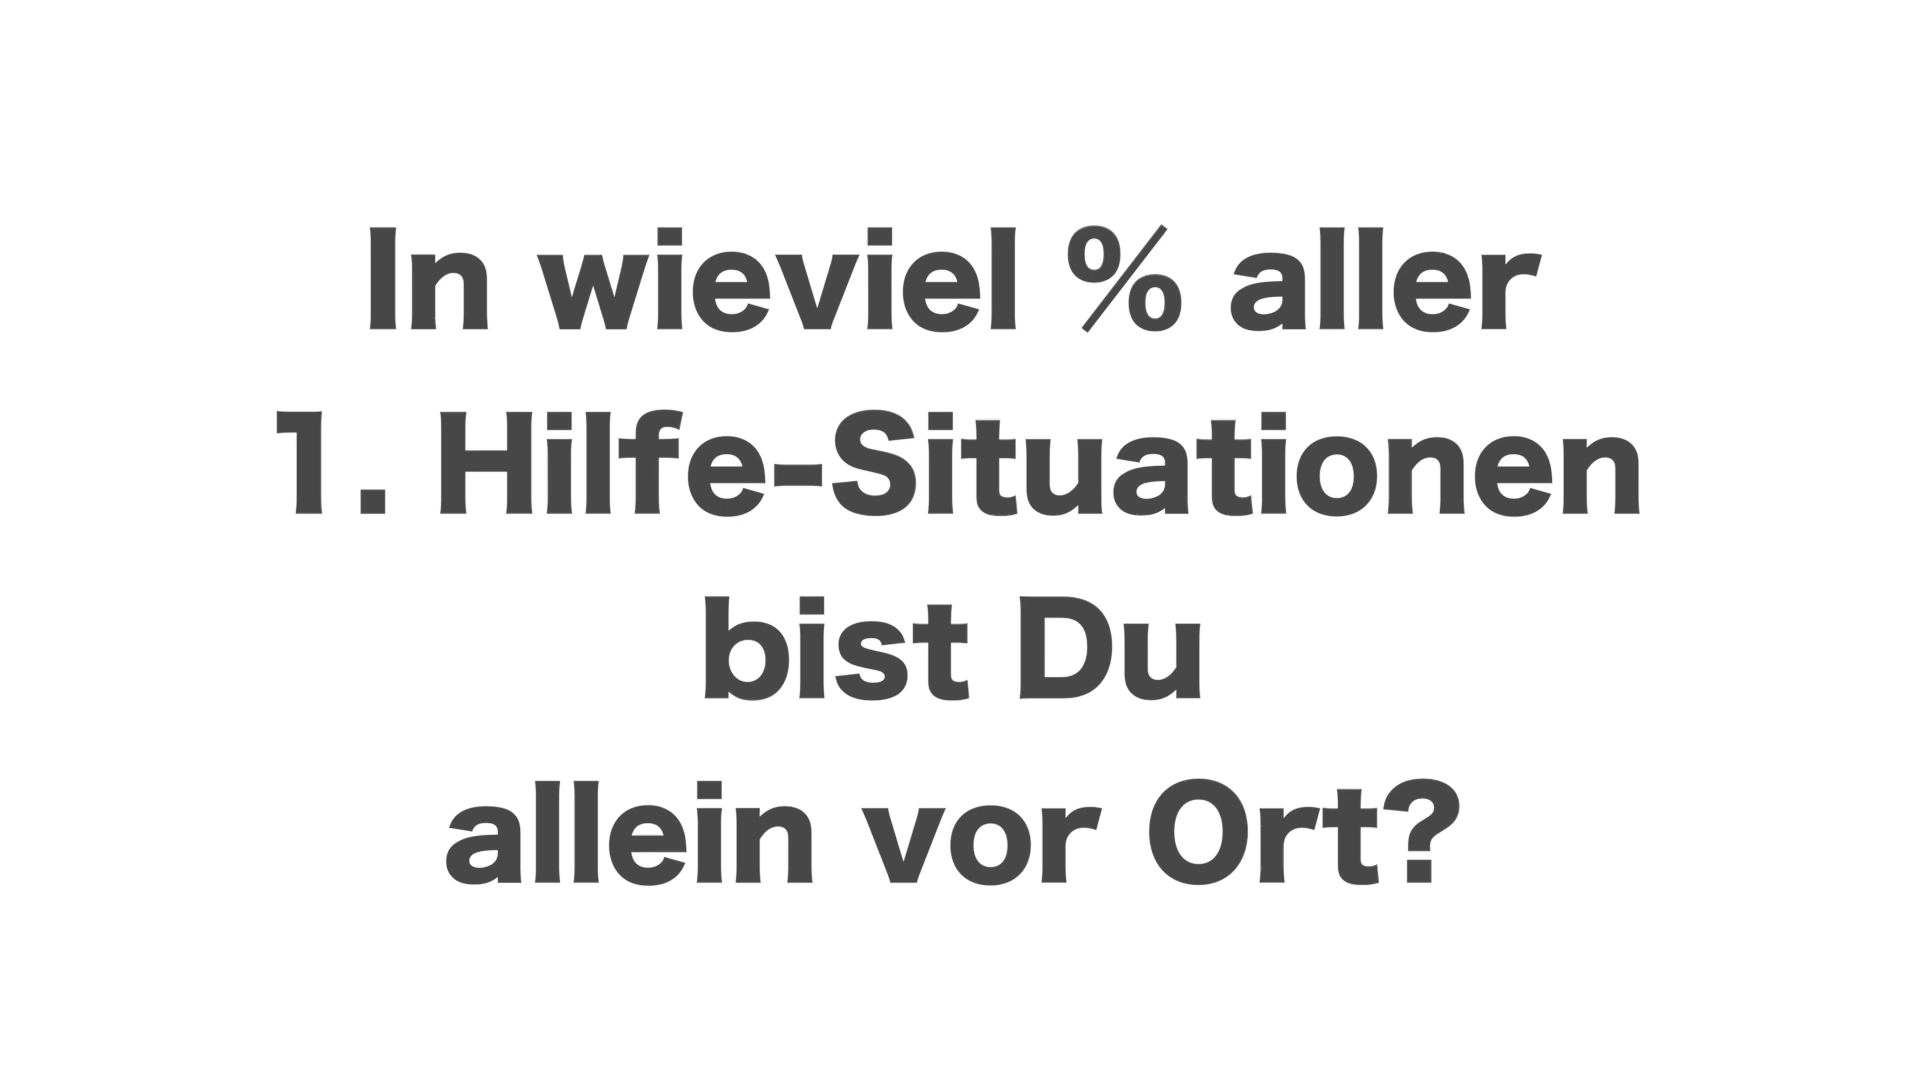 In wieviel % aller
1. Hilfe-Situationen
bist Du
allein vor Ort?